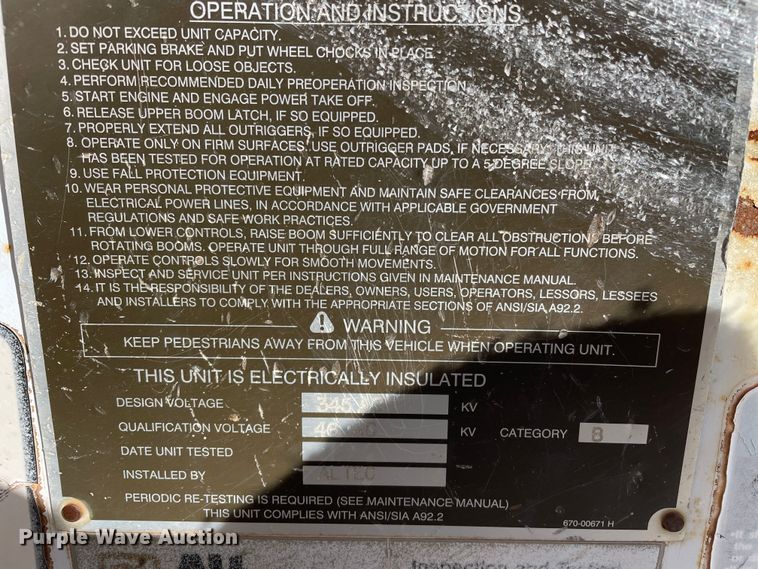 OPERATION AND INSTRUCTIONS
1. DO NOT EXCEED UNIT CAPACITY.
2. SET PARKING BRAKE AND PUT WHEEL CHOCKS IN PLACE.
3. CHECK UNIT FOR LOOSE OBJECTS.
4. PERFORM RECOMMENDED DAILY PREOPERATION INSPECTION.
5. START ENGINE AND ENGAGE POWER TAKE OFF.
6. RELEASE UPPER BOOM LATCH, IF SO EQUIPPED.
7. PROPERLY EXTEND ALL OUTRIGGERS, IF SO EQUIPPED.
8. OPERATE ONLY ON FIRM SURFACES. USE OUTRIGGER PADS, IF NECESSARY. THIS UNIT
HAS BEEN TESTED FOR OPERATION AT RATED CAPACITY UP TO A 5 DEGREE SLOPE.
9. USE FALL PROTECTION EQUIPMENT.
10. WEAR PERSONAL PROTECTIVE EQUIPMENT AND MAINTAIN SAFE CLEARANCES FROM
ELECTRICAL POWER LINES, IN ACCORDANCE WITH APPLICABLE GOVERNMENT
REGULATIONS AND SAFE WORK PRACTICES.
11. FROM LOWER CONTROLS, RAISE BOOM SUFFICIENTLY TO CLEAR ALL OBSTRUCTIONS BEFORE
ROTATING BOOMS. OPERATE UNIT THROUGH FULL RANGE OF MOTION FOR ALL FUNCTIONS.
12. OPERATE CONTROLS SLOWLY FOR SMOOTH MOVEMENTS.
13. INSPECT AND SERVICE UNIT PER INSTRUCTIONS GIVEN IN MAINTENANCE MANUAL.
14. IT IS THE RESPONSIBILITY OF THE DEALERS, OWNERS, USERS, OPERATORS, LESSORS, LESSEES
AND INSTALLERS TO COMPLY WITH THE APPROPRIATE SECTIONS OF ANSI/SIA A92.2.
WARNING
KEEP PEDESTRIANS AWAY FROM THIS VEHICLE WHEN OPERATING UNIT.
THIS UNIT IS ELECTRICALLY INSULATED
DESIGN VOLTAGE KV
QUALIFICATION VOLTAGE KV CATEGORY
DATE UNIT TESTED
INSTALLED BY ALTEC
PERIODIC RE-TESTING IS REQUIRED (SEE MAINTENANCE MANUAL)
THIS UNIT COMPLIES WITH ANSI/SIA A92.2
670-00671 H
Purple Wave Auction